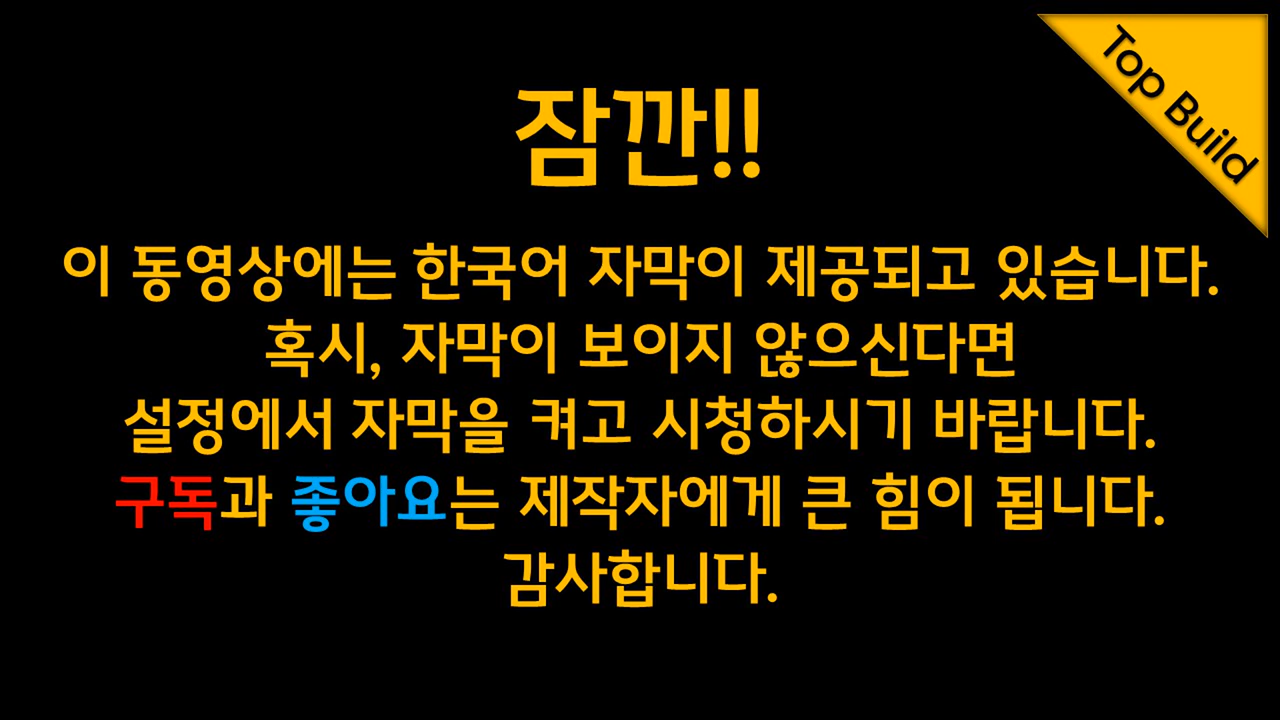 Top Build
잠깐!!
이 동영상에는 한국어 자막이 제공되고 있습니다.
혹시, 자막이 보이지 않으신다면
설정에서 자막을 켜고 시청하시기 바랍니다.
구독과 좋아요는 제작자에게 큰 힘이 됩니다.
감사합니다.